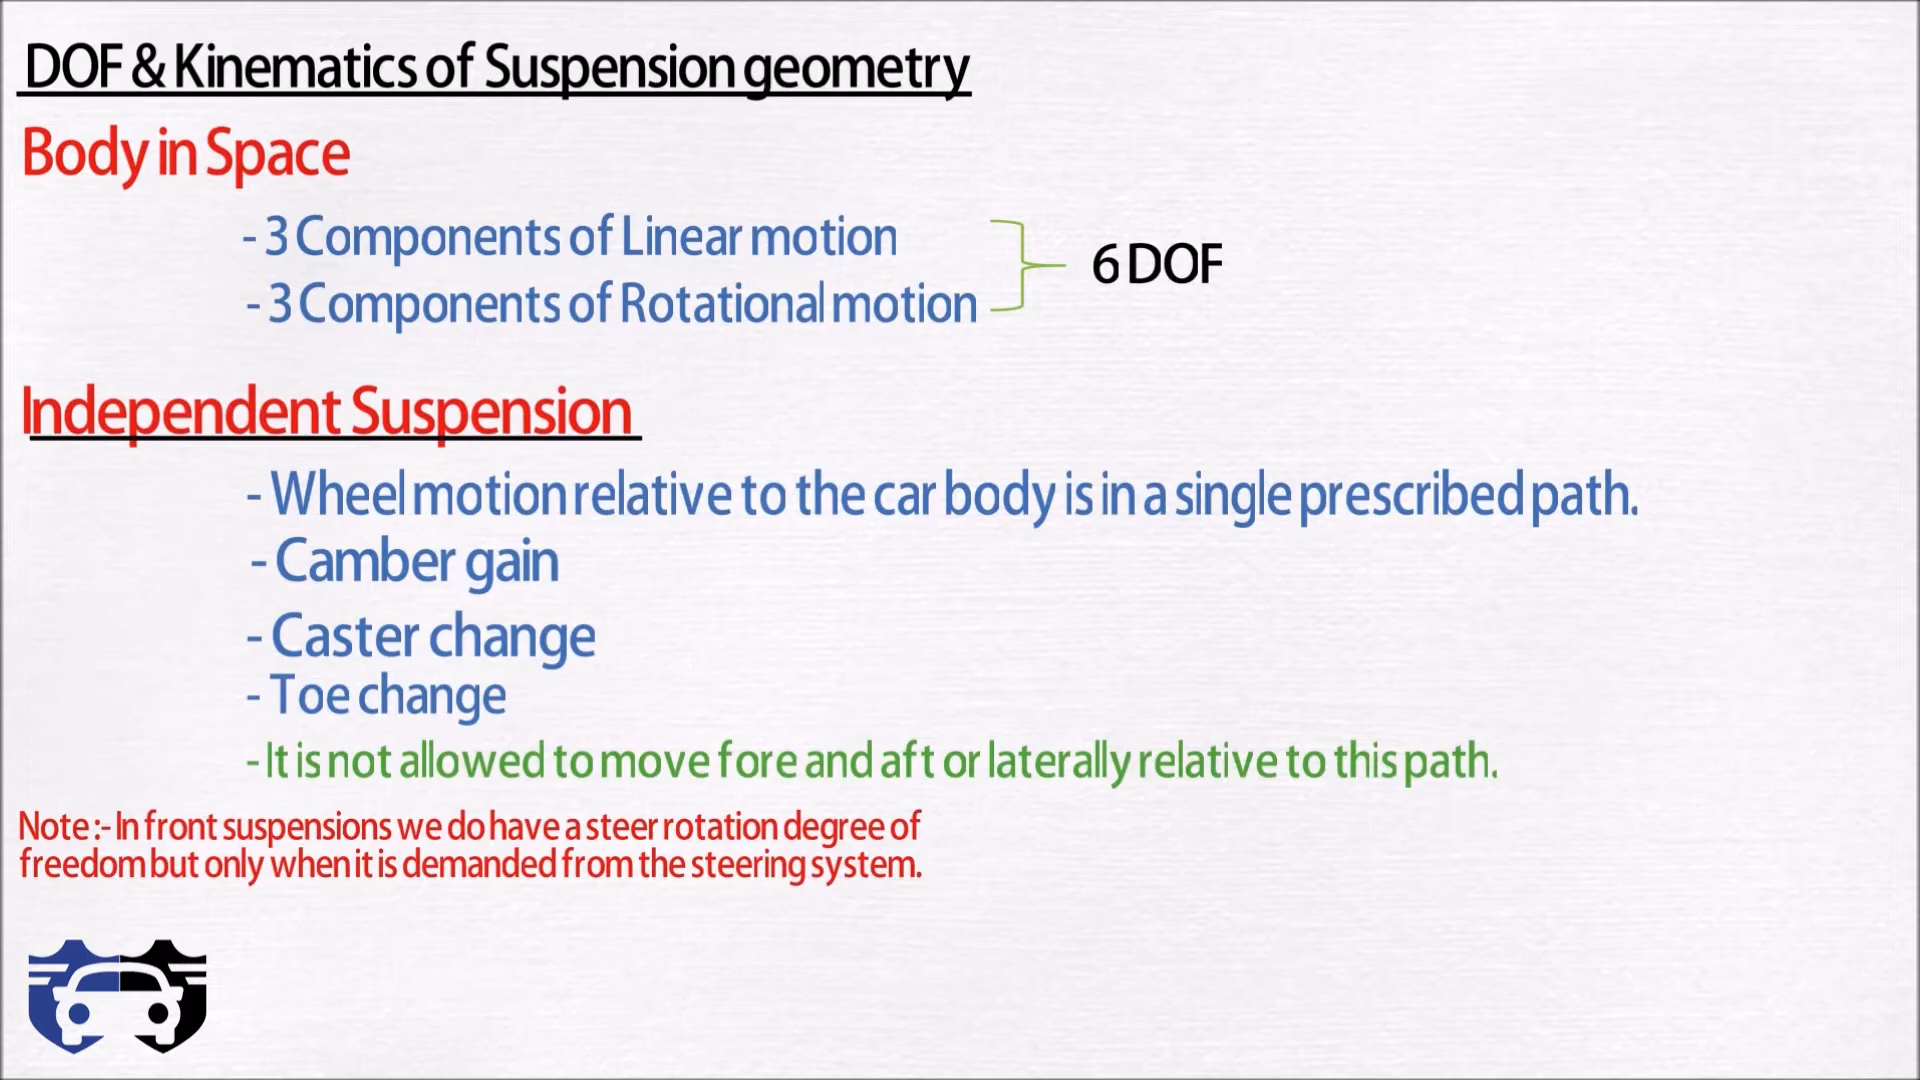 DOF & Kinematics of Suspension geometry
Body in Space
- 3 Components of Linear motion
- 3 Components of Rotational motion
6 DOF
Independent Suspension
- Wheel motion relative to the car body is in a single prescribed path.
- Camber gain
- Caster change
- Toe change
- It is not allowed to move fore and aft or laterally relative to this path.
Note :- In front suspensions we do have a steer rotation degree of
freedom but only when it is demanded from the steering system.